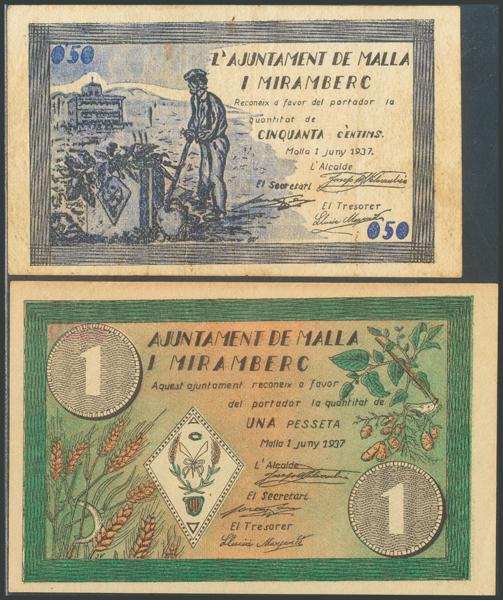 0'50
L'AJUNTAMENT DE MALLA
I MIRAMBERC
Reconeix a favor del portador la
quantitat de
CINQUANTA CÈNTIMS.
Malla 1 juny 1937.
L'Alcalde
El Secretari
El Tresorer
0'50
1
AJUNTAMENT DE MALLA
I MIRAMBERC
Aquest ajuntament reconeix a favor
del portador la quantitat de
UNA PESSETA
Malla 1 juny 1937
L'Alcalde
El Secretari
El Tresorer
1